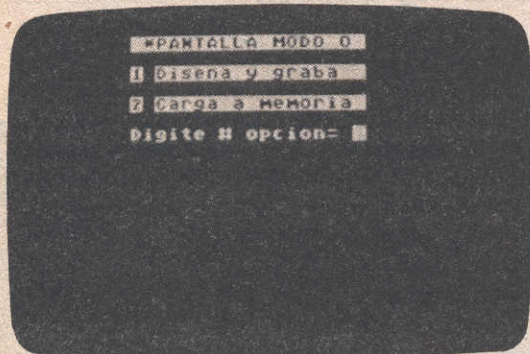 *PANTALLA MODO 0
1 Disena y graba
2 Carga a memoria
Digite # opcion=